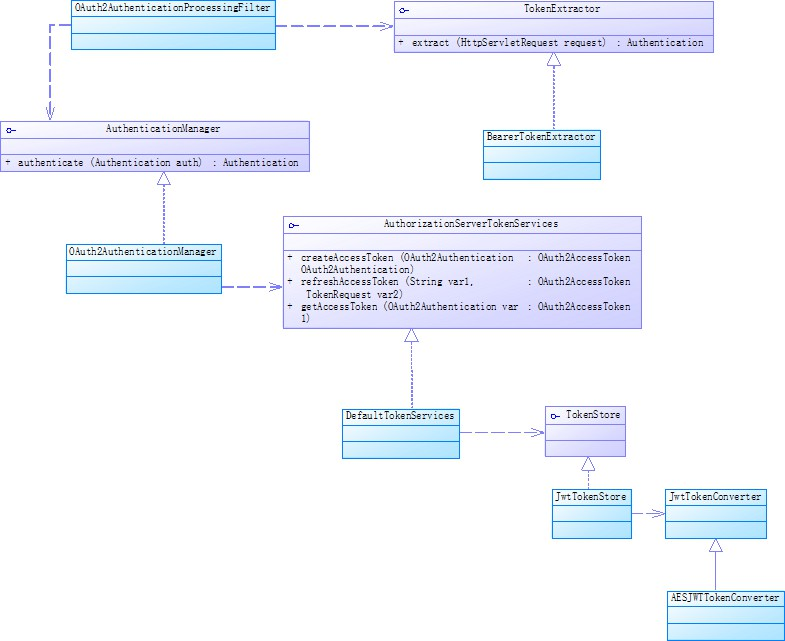 OAuth2AuthenticationProcessingFilter
TokenExtractor
+ extract (HttpServletRequest request) : Authentication
AuthenticationManager
+ authenticate (Authentication auth) : Authentication
BearerTokenExtractor
OAuth2AuthenticationManager
AuthorizationServerTokenServices
+ createAccessToken (OAuth2Authentication : OAuth2AccessToken
OAuth2Authentication)
+ refreshAccessToken (String var1, : OAuth2AccessToken
TokenRequest var2)
+ getAccessToken (OAuth2Authentication var : OAuth2AccessToken
1)
DefaultTokenServices
TokenStore
JwtTokenStore
JwtTokenConverter
AESJWTTokenConverter